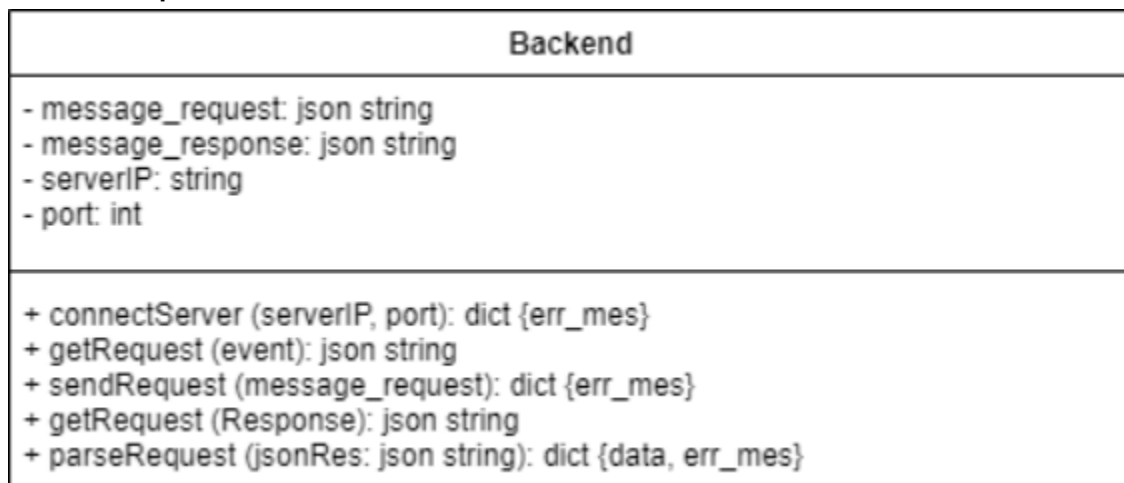 Backend
- message_request: json string
- message_response: json string
- serverIP: string
- port: int
+ connectServer (serverIP, port): dict {err_mes}
+ getRequest (event): json string
+ sendRequest (message_request): dict {err_mes}
+ getRequest (Response): json string
+ parseRequest (jsonRes: json string): dict {data, err_mes}